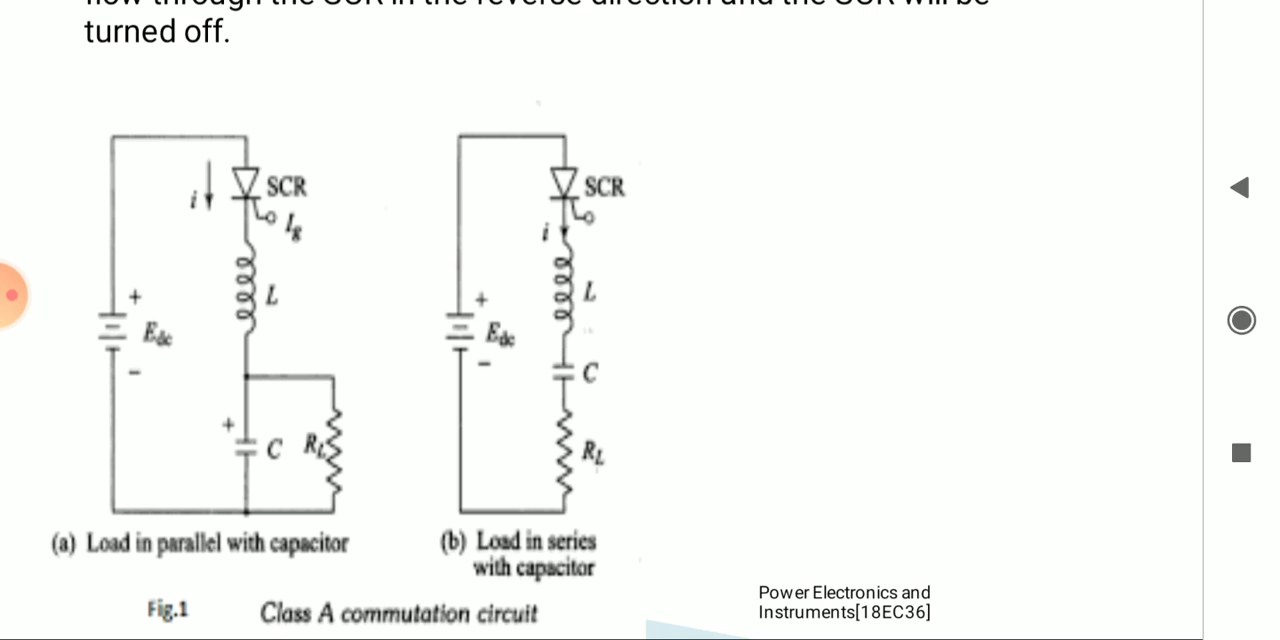 turned off.
i
SCR
Ig
L
+
Edc
-
+
C
RL
SCR
i
L
+
Edc
-
C
RL
(a) Load in parallel with capacitor
(b) Load in series
with capacitor
Fig.1
Class A commutation circuit
Power Electronics and
Instruments[18EC36]